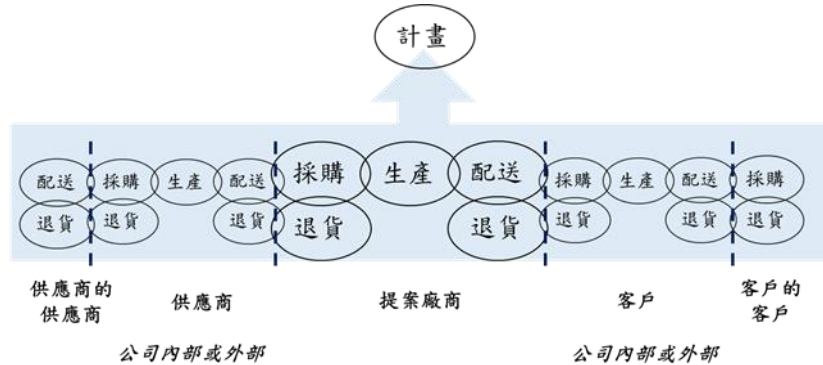 計畫
配送 採購 生產 配送 採購 生產 配送 採購 生產 配送 採購
退貨 退貨 退貨 退貨 退貨 退貨 退貨 退貨
供應商的
供應商
供應商
提案廠商
客戶
客戶的
客戶
公司內部或外部
公司內部或外部